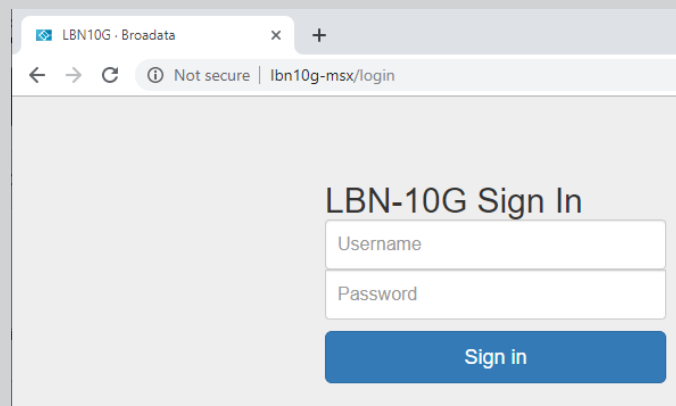 LBN10G · Broadata
Not secure | lbn10g-msx/login
LBN-10G Sign In
Username
Password
Sign in